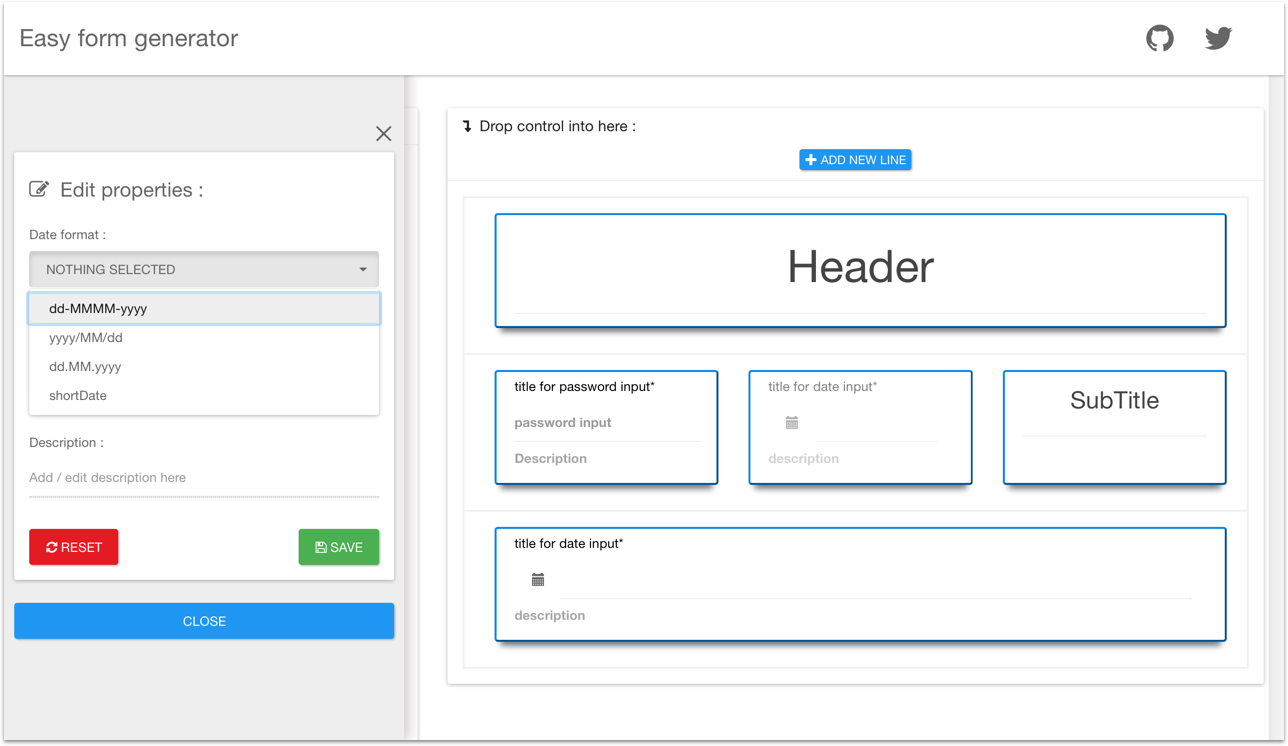 Easy form generator
Edit properties :
Date format :
NOTHING SELECTED
dd-MMMM-yyyy
yyyy/MM/dd
dd.MM.yyyy
shortDate
Description :
Add / edit description here
RESET
SAVE
CLOSE
Drop control into here :
ADD NEW LINE
Header
title for password input*
password input
Description
title for date input*
description
SubTitle
title for date input*
description